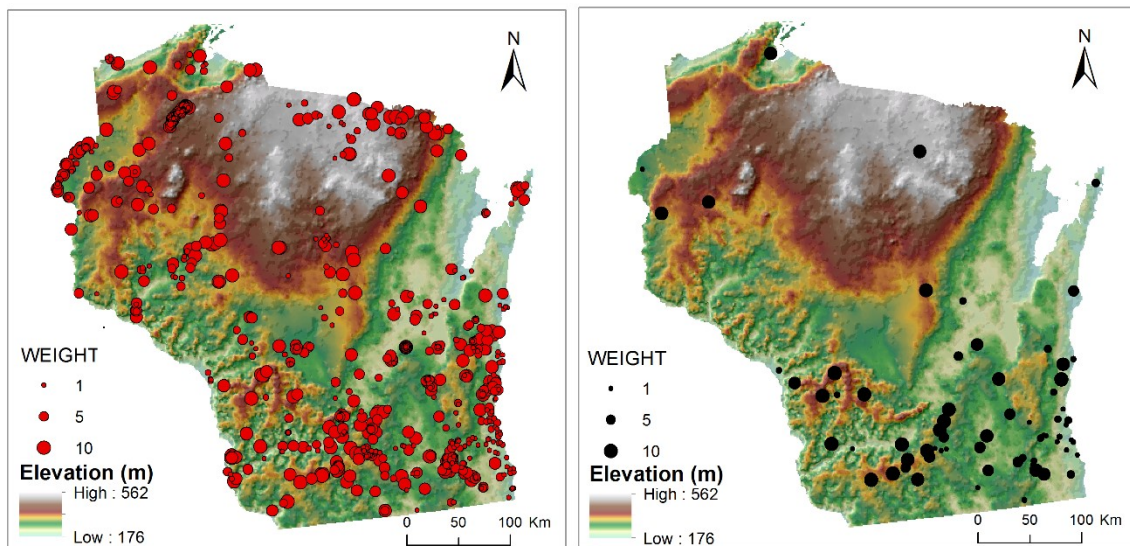 N
WEIGHT
1
5
10
Elevation (m)
High : 562
Low : 176
0 50 100 Km
N
WEIGHT
1
5
10
Elevation (m)
High : 562
Low : 176
0 50 100 Km